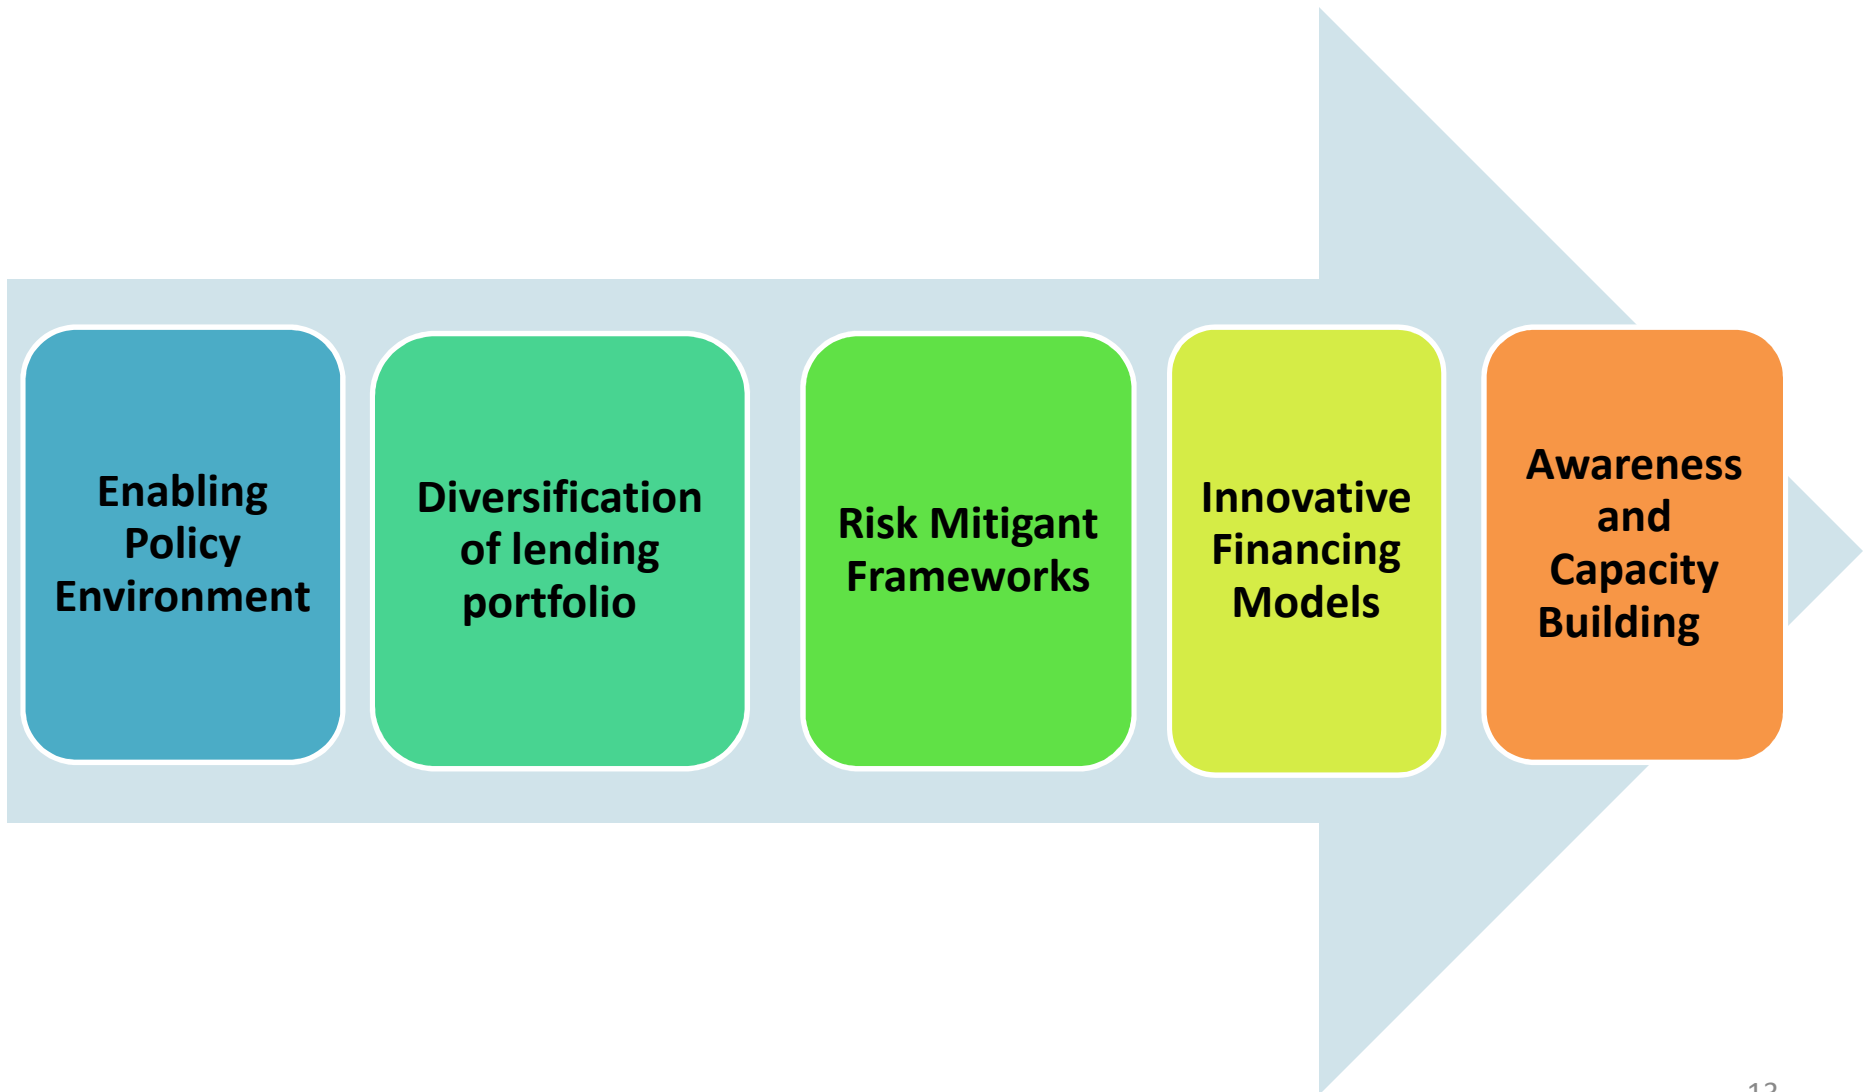 Enabling
Policy
Environment
Diversification
of lending
portfolio
Risk Mitigant
Frameworks
Innovative
Financing
Models
Awareness
and
Capacity
Building